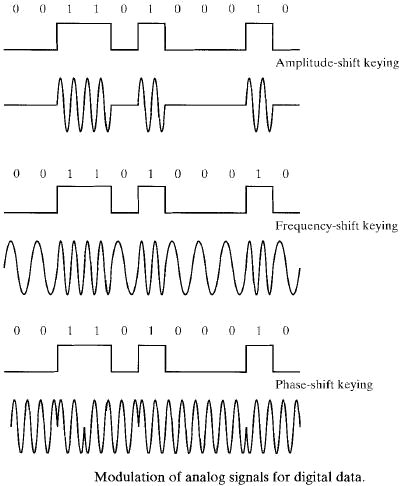 0 0 1 1 0 1 0 0 0 1 0
Amplitude-shift keying
0 0 1 1 0 1 0 0 0 1 0
Frequency-shift keying
0 0 1 1 0 1 0 0 0 1 0
Phase-shift keying
Modulation of analog signals for digital data.